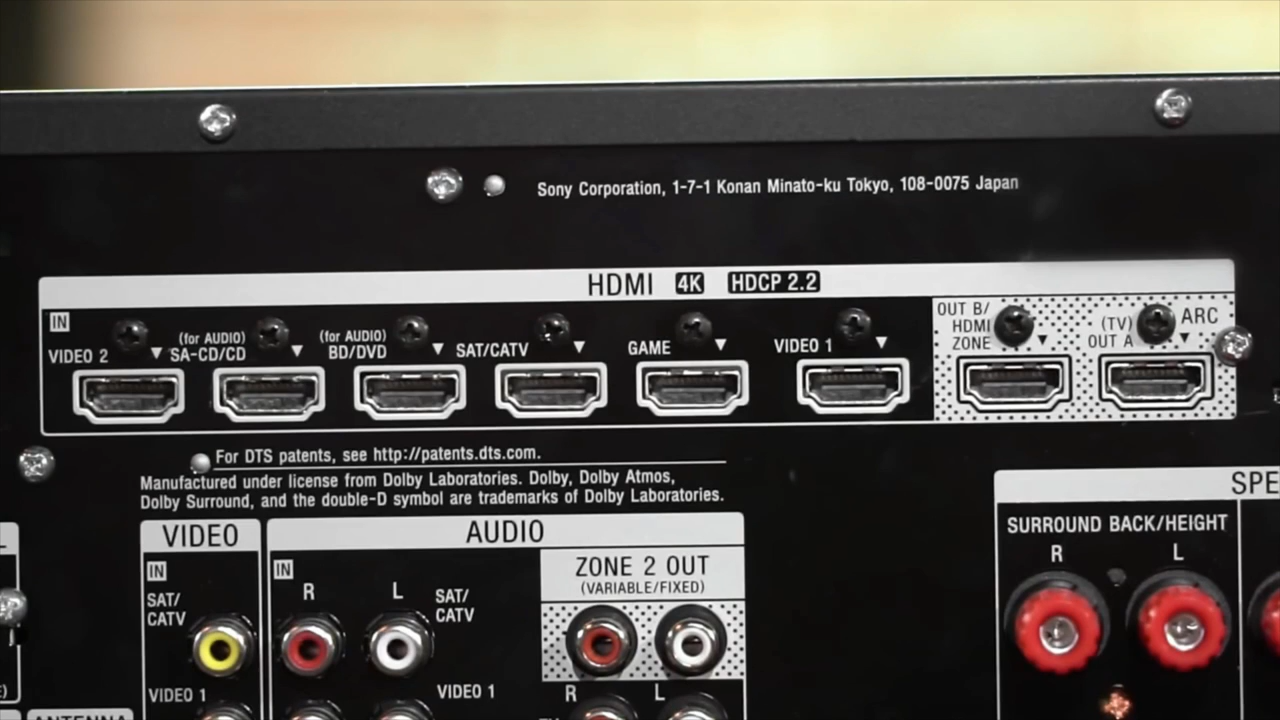 Sony Corporation, 1-7-1 Konan Minato-ku Tokyo, 108-0075 Japan
HDMI 4K HDCP 2.2
IN
VIDEO 2
(for AUDIO)
SA-CD/CD
(for AUDIO)
BD/DVD
SAT/CATV
GAME
VIDEO 1
OUT B/
HDMI
ZONE
(TV)
OUT A
ARC
For DTS patents, see http://patents.dts.com.
Manufactured under license from Dolby Laboratories. Dolby, Dolby Atmos,
Dolby Surround, and the double-D symbol are trademarks of Dolby Laboratories.
VIDEO
IN
SAT/
CATV
VIDEO 1
AUDIO
IN
R L
SAT/
CATV
VIDEO 1
ZONE 2 OUT
(VARIABLE/FIXED)
R L
SPE
SURROUND BACK/HEIGHT
R L
ANTENNA